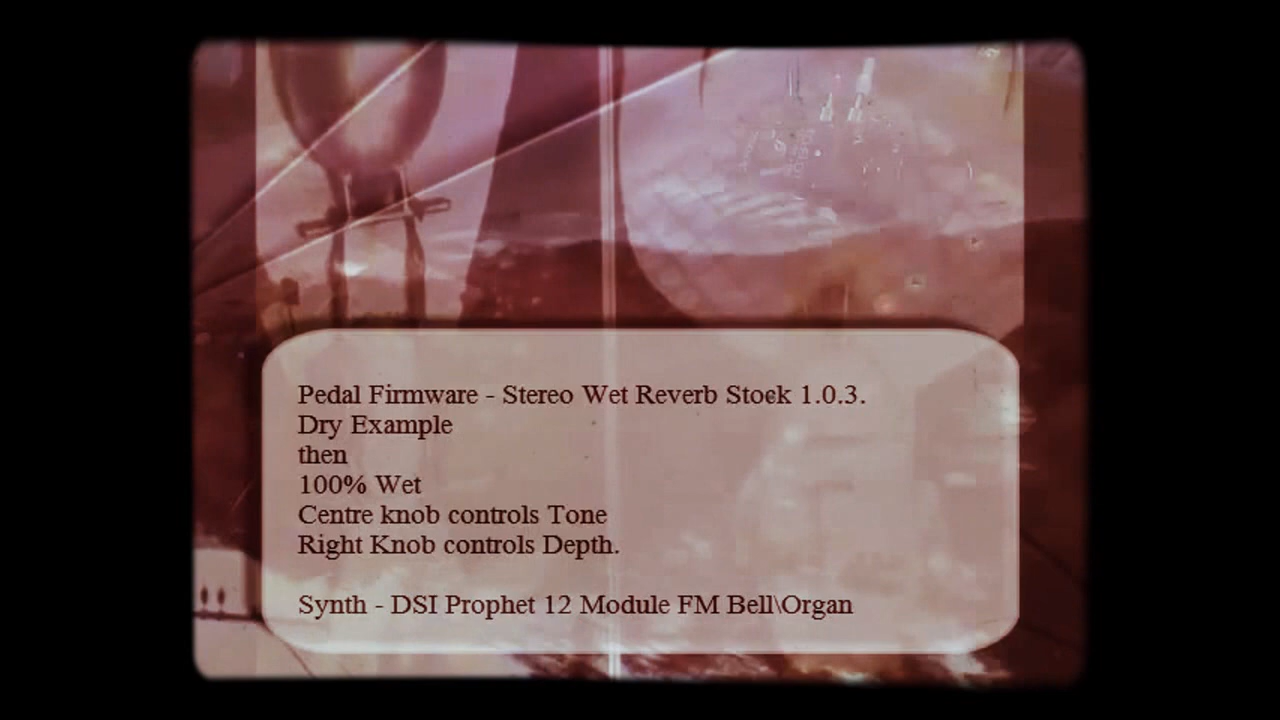 Pedal Firmware - Stereo Wet Reverb Stock 1.0.3.
Dry Example
then
100% Wet
Centre knob controls Tone
Right Knob controls Depth.
Synth - DSI Prophet 12 Module FM Bell\Organ